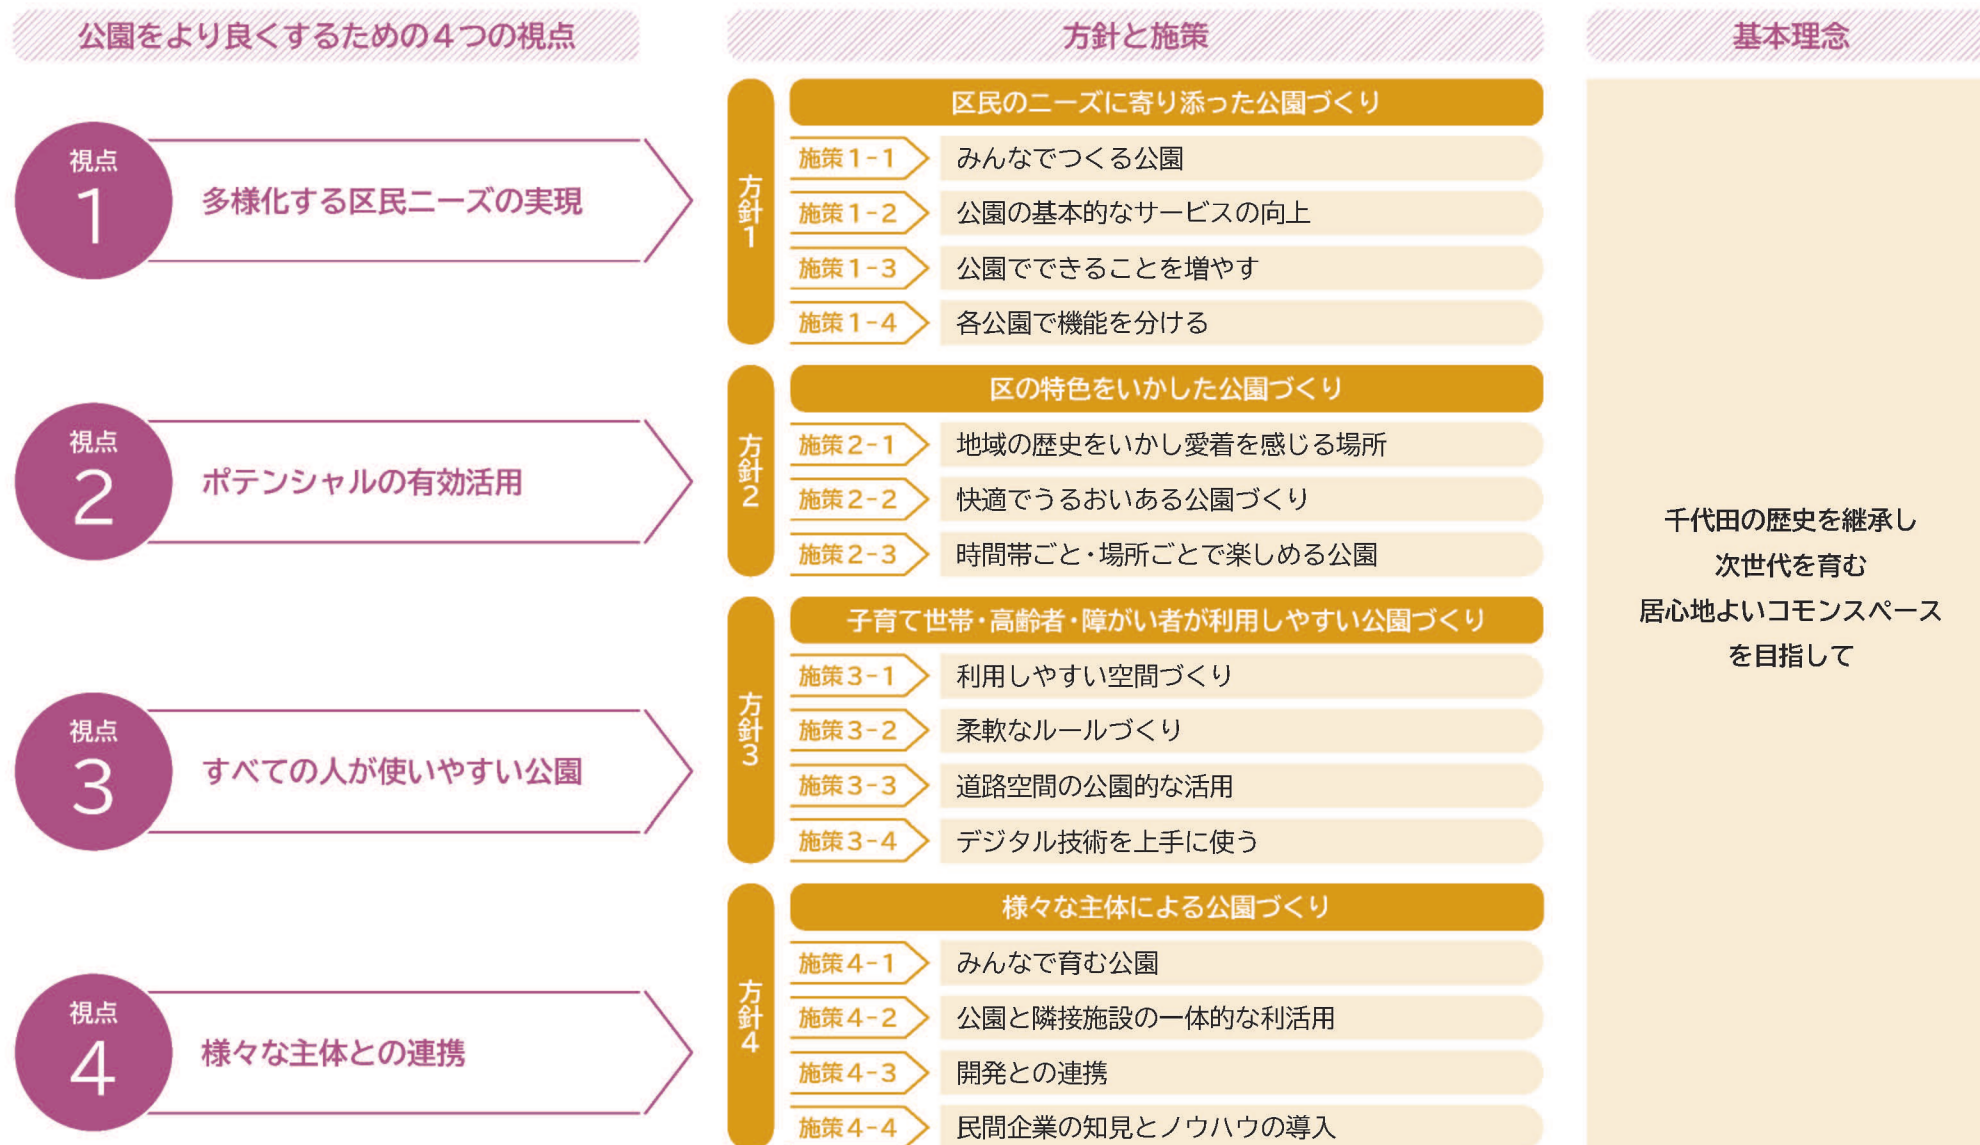 公園をより良くするための4つの視点
方針と施策
基本理念
視点
1
多様化する区民ニーズの実現
視点
2
ポテンシャルの有効活用
視点
3
すべての人が使いやすい公園
視点
4
様々な主体との連携
方針1
区民のニーズに寄り添った公園づくり
施策1-1 みんなでつくる公園
施策1-2 公園の基本的なサービスの向上
施策1-3 公園でできることを増やす
施策1-4 各公園で機能を分ける
方針2
区の特色をいかした公園づくり
施策2-1 地域の歴史をいかし愛着を感じる場所
施策2-2 快適でうるおいある公園づくり
施策2-3 時間帯ごと・場所ごとで楽しめる公園
方針3
子育て世帯・高齢者・障がい者が利用しやすい公園づくり
施策3-1 利用しやすい空間づくり
施策3-2 柔軟なルールづくり
施策3-3 道路空間の公園的な活用
施策3-4 デジタル技術を上手に使う
方針4
様々な主体による公園づくり
施策4-1 みんなで育む公園
施策4-2 公園と隣接施設の一体的な利活用
施策4-3 開発との連携
施策4-4 民間企業の知見とノウハウの導入
千代田の歴史を継承し
次世代を育む
居心地よいコモンスペース
を目指して